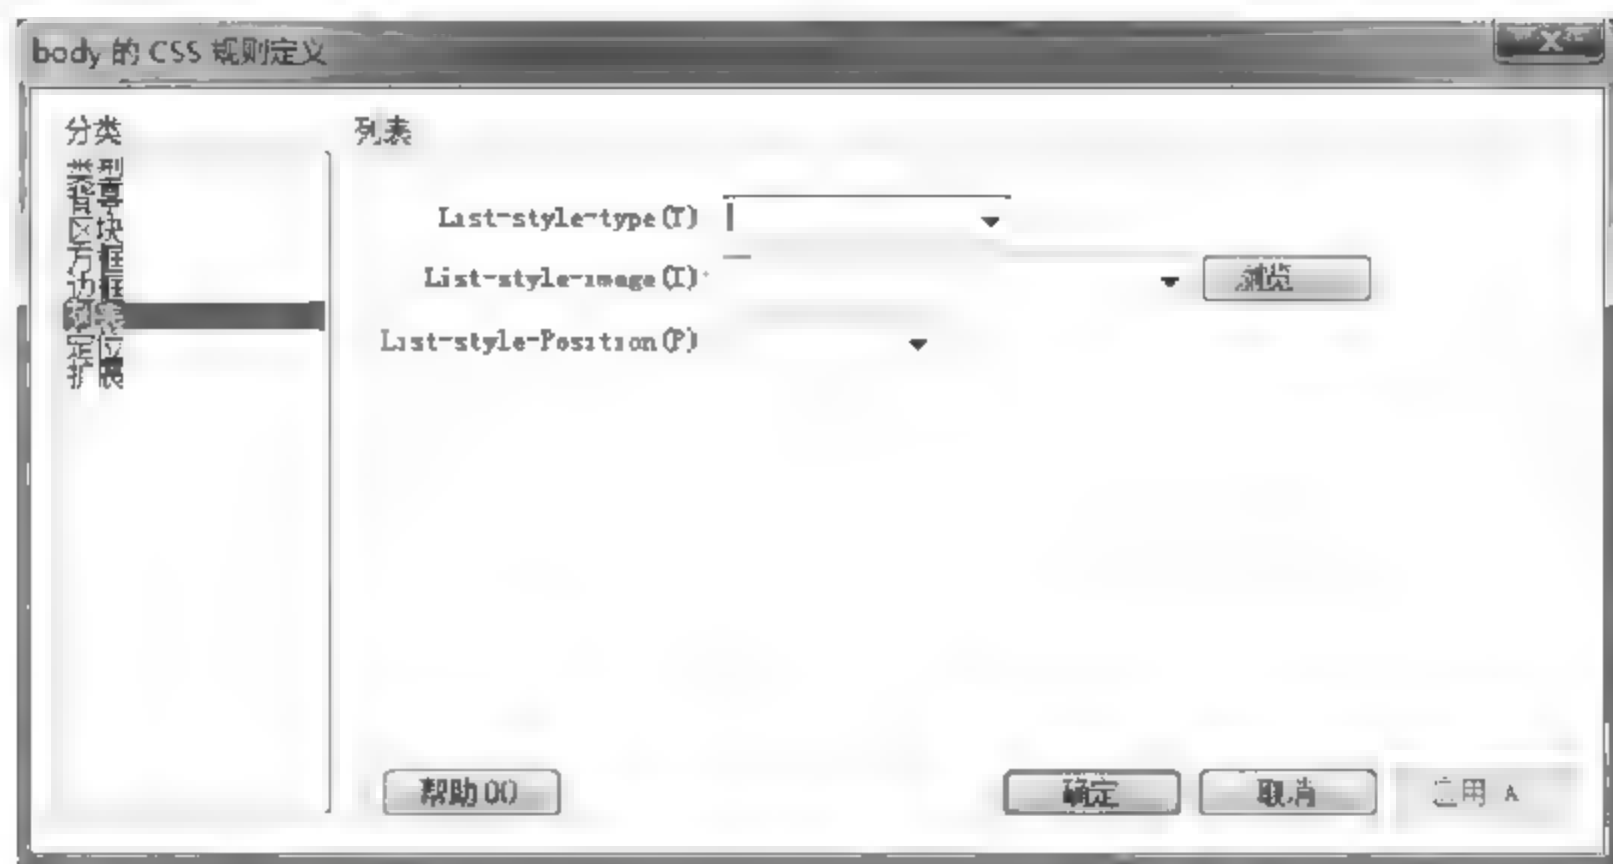 body 的 CSS 规则定义
分类
列表
类型
背景
区块
方框
边框
列表
定位
扩展
List-style-type(T)
List-style-image(I)
浏览
List-style-Position(P)
帮助
确定
取消
应用